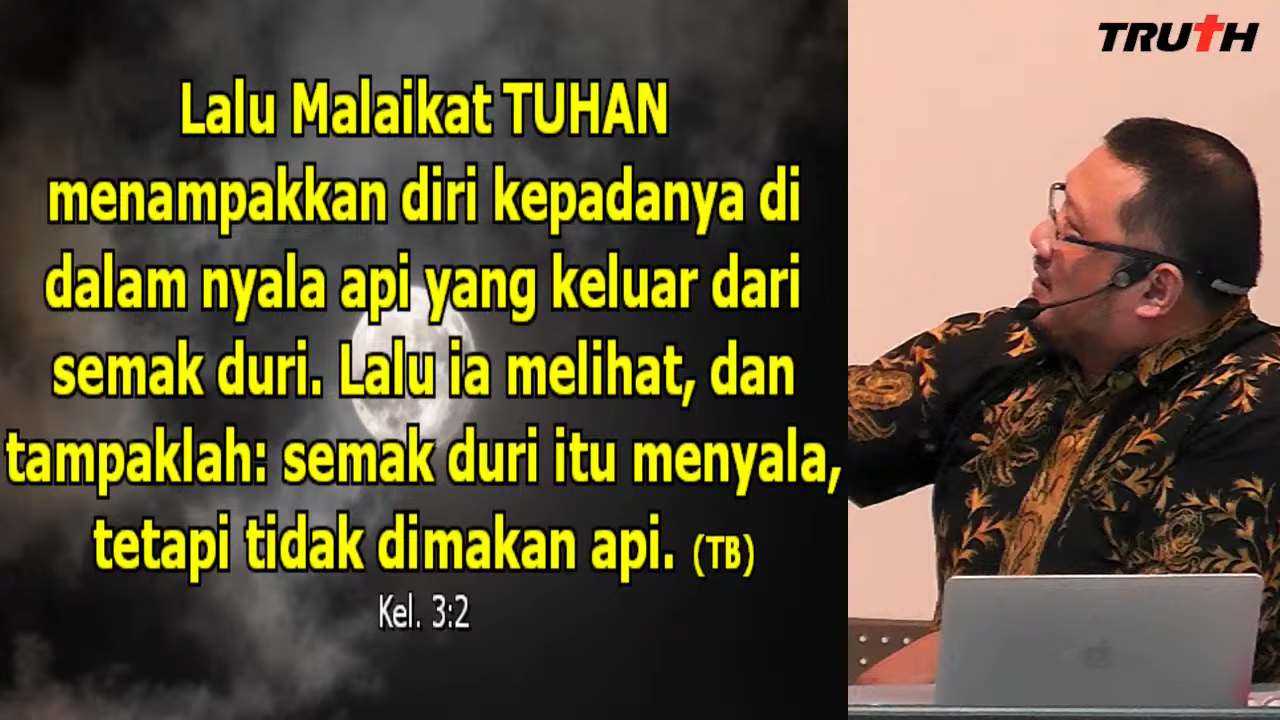 Lalu Malaikat TUHAN
menampakkan diri kepadanya di
dalam nyala api yang keluar dari
semak duri. Lalu ia melihat, dan
tampaklah: semak duri itu menyala,
tetapi tidak dimakan api. (TB)
Kel. 3:2
TRUTH